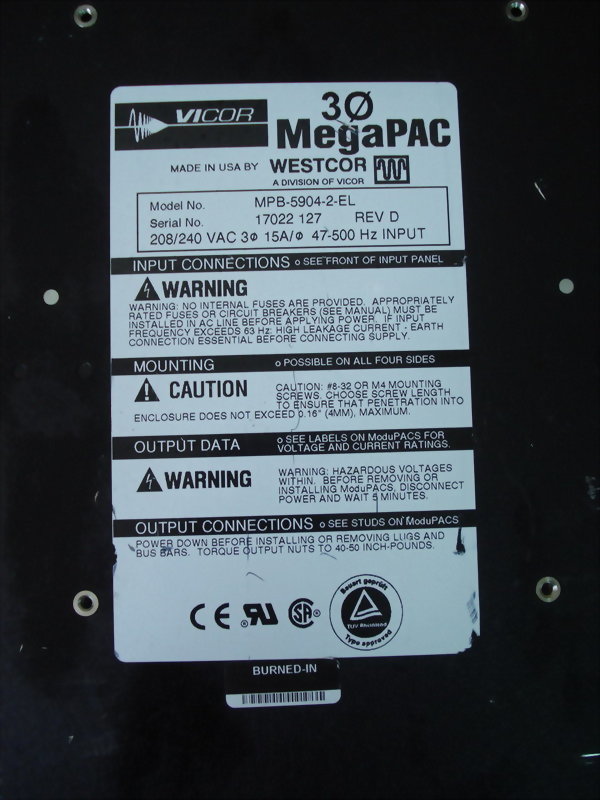 VICOR
3Ø
MegaPAC
MADE IN USA BY WESTCOR
A DIVISION OF VICOR
Model No. MPB-5904-2-EL
Serial No. 17022 127 REV D
208/240 VAC 3ø 15A/ø 47-500 Hz INPUT
INPUT CONNECTIONS o SEE FRONT OF INPUT PANEL
WARNING
WARNING: NO INTERNAL FUSES ARE PROVIDED. APPROPRIATELY
RATED FUSES OR CIRCUIT BREAKERS (SEE MANUAL) MUST BE
INSTALLED IN AC LINE BEFORE APPLYING POWER. IF INPUT
FREQUENCY EXCEEDS 63 Hz: HIGH LEAKAGE CURRENT - EARTH
CONNECTION ESSENTIAL BEFORE CONNECTING SUPPLY.
MOUNTING o POSSIBLE ON ALL FOUR SIDES
CAUTION
CAUTION: #8-32 OR M4 MOUNTING
SCREWS. CHOOSE SCREW LENGTH
TO ENSURE THAT PENETRATION INTO
ENCLOSURE DOES NOT EXCEED 0.16" (4MM), MAXIMUM.
OUTPUT DATA o SEE LABELS ON ModuPACS FOR
VOLTAGE AND CURRENT RATINGS.
WARNING
WARNING: HAZARDOUS VOLTAGES
WITHIN. BEFORE REMOVING OR
INSTALLING ModuPACS, DISCONNECT
POWER AND WAIT 5 MINUTES.
OUTPUT CONNECTIONS o SEE STUDS ON ModuPACS
POWER DOWN BEFORE INSTALLING OR REMOVING LUGS AND
BUS BARS. TORQUE OUTPUT NUTS TO 40-50 INCH-POUNDS.
CE RU SA
Bauart geprüft
TÜV Rheinland
Type approved
BURNED-IN